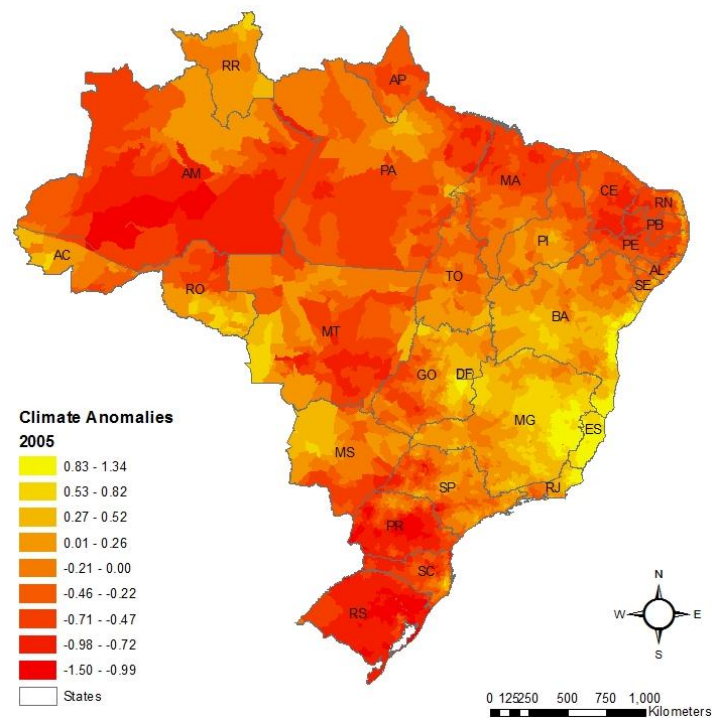 RR
AP
AM
PA
MA
CE
RN
PB
PE
PI
AL
SE
AC
TO
RO
BA
MT
GO
DF
MG
ES
MS
SP
RJ
PR
SC
RS
Climate Anomalies
2005
0.83 - 1.34
0.53 - 0.82
0.27 - 0.52
0.01 - 0.26
-0.21 - 0.00
-0.46 - -0.22
-0.71 - -0.47
-0.98 - -0.72
-1.50 - -0.99
States
N
W E
S
0 125250 500 750 1,000
Kilometers